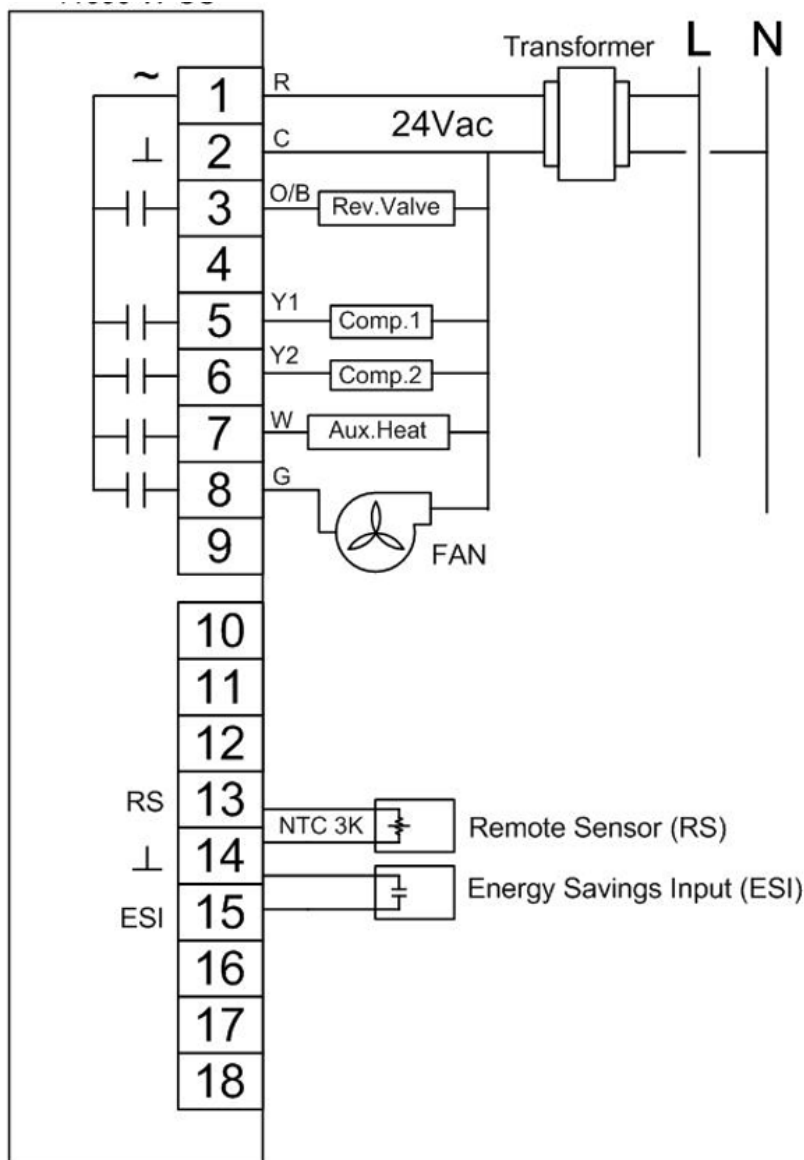 Transformer L N
~ 1 R
24Vac
⊥ 2 C
3 O/B Rev.Valve
4
5 Y1 Comp.1
6 Y2 Comp.2
7 W Aux.Heat
8 G
9 FAN
10
11
12
RS 13 NTC 3K Remote Sensor (RS)
⊥ 14
ESI 15 Energy Savings Input (ESI)
16
17
18